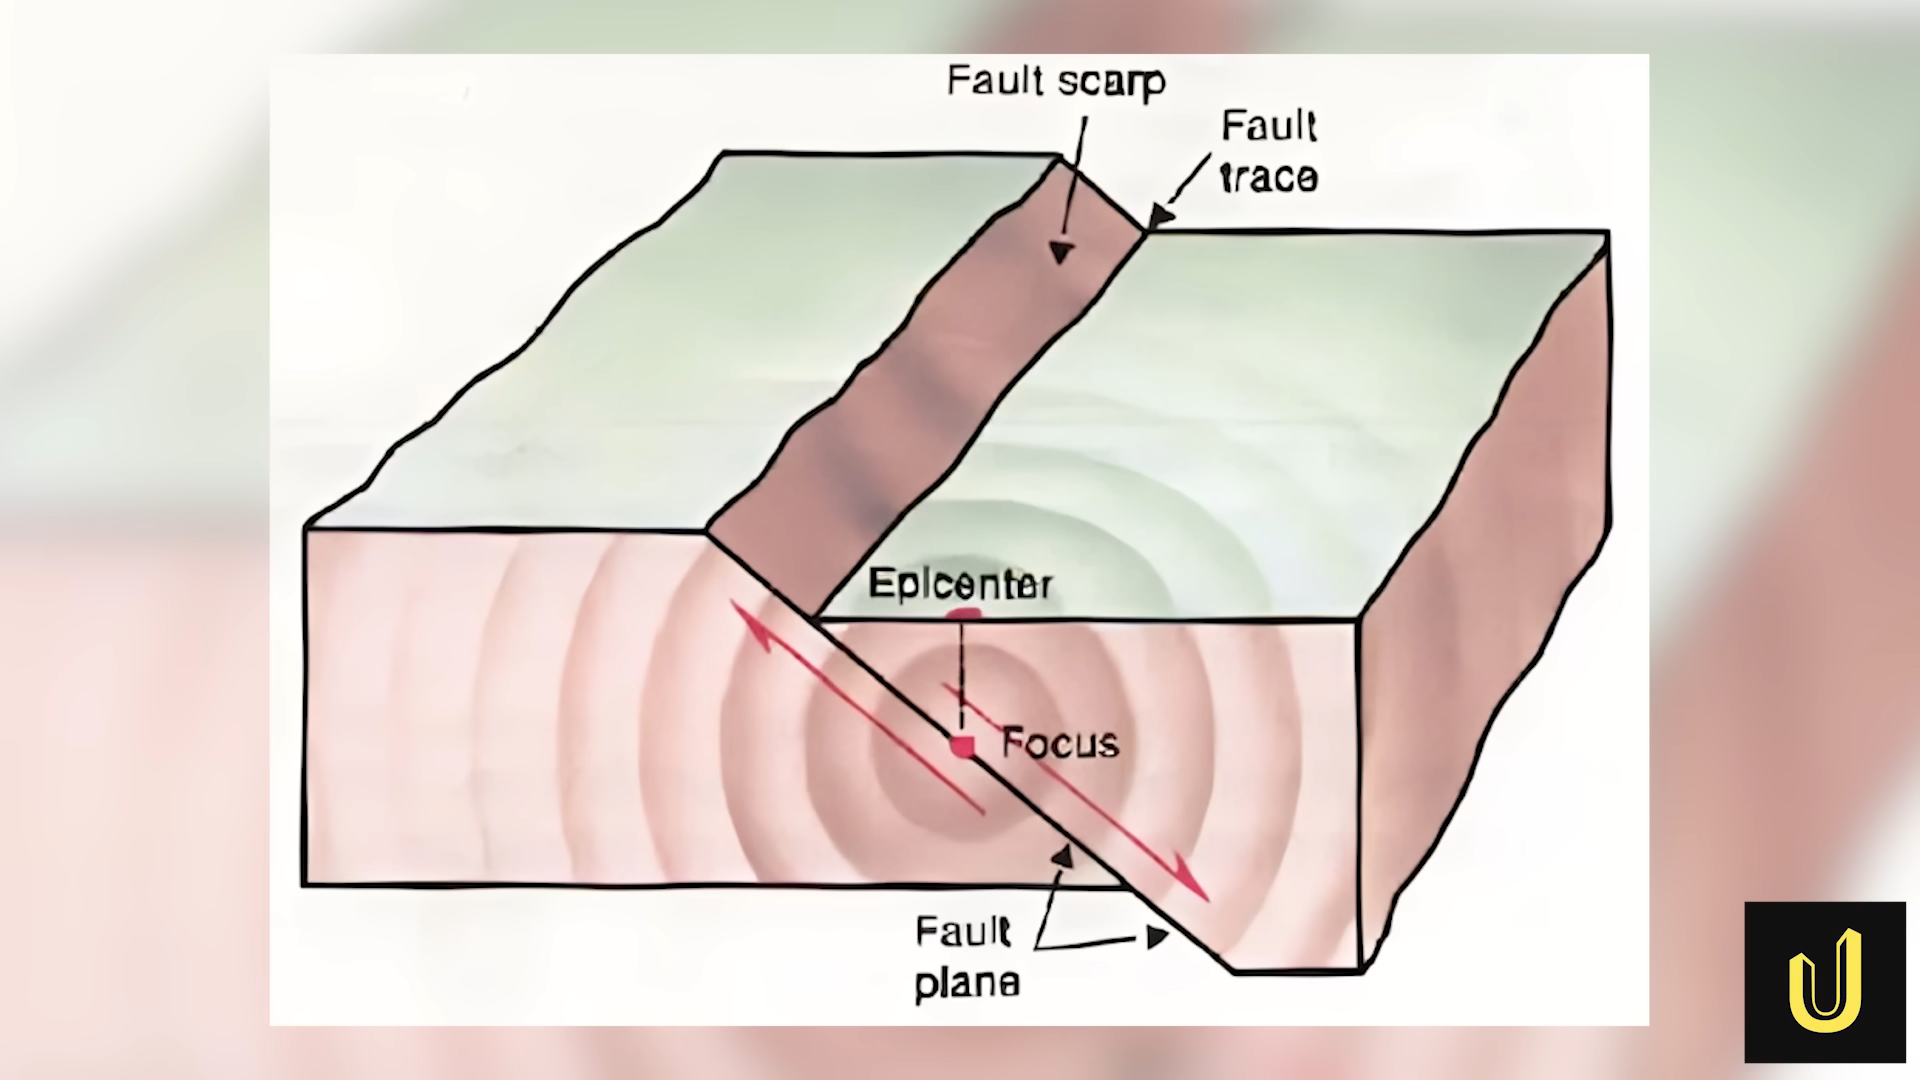 Fault scarp
Fault
trace
Epicenter
Focus
Fault
plane